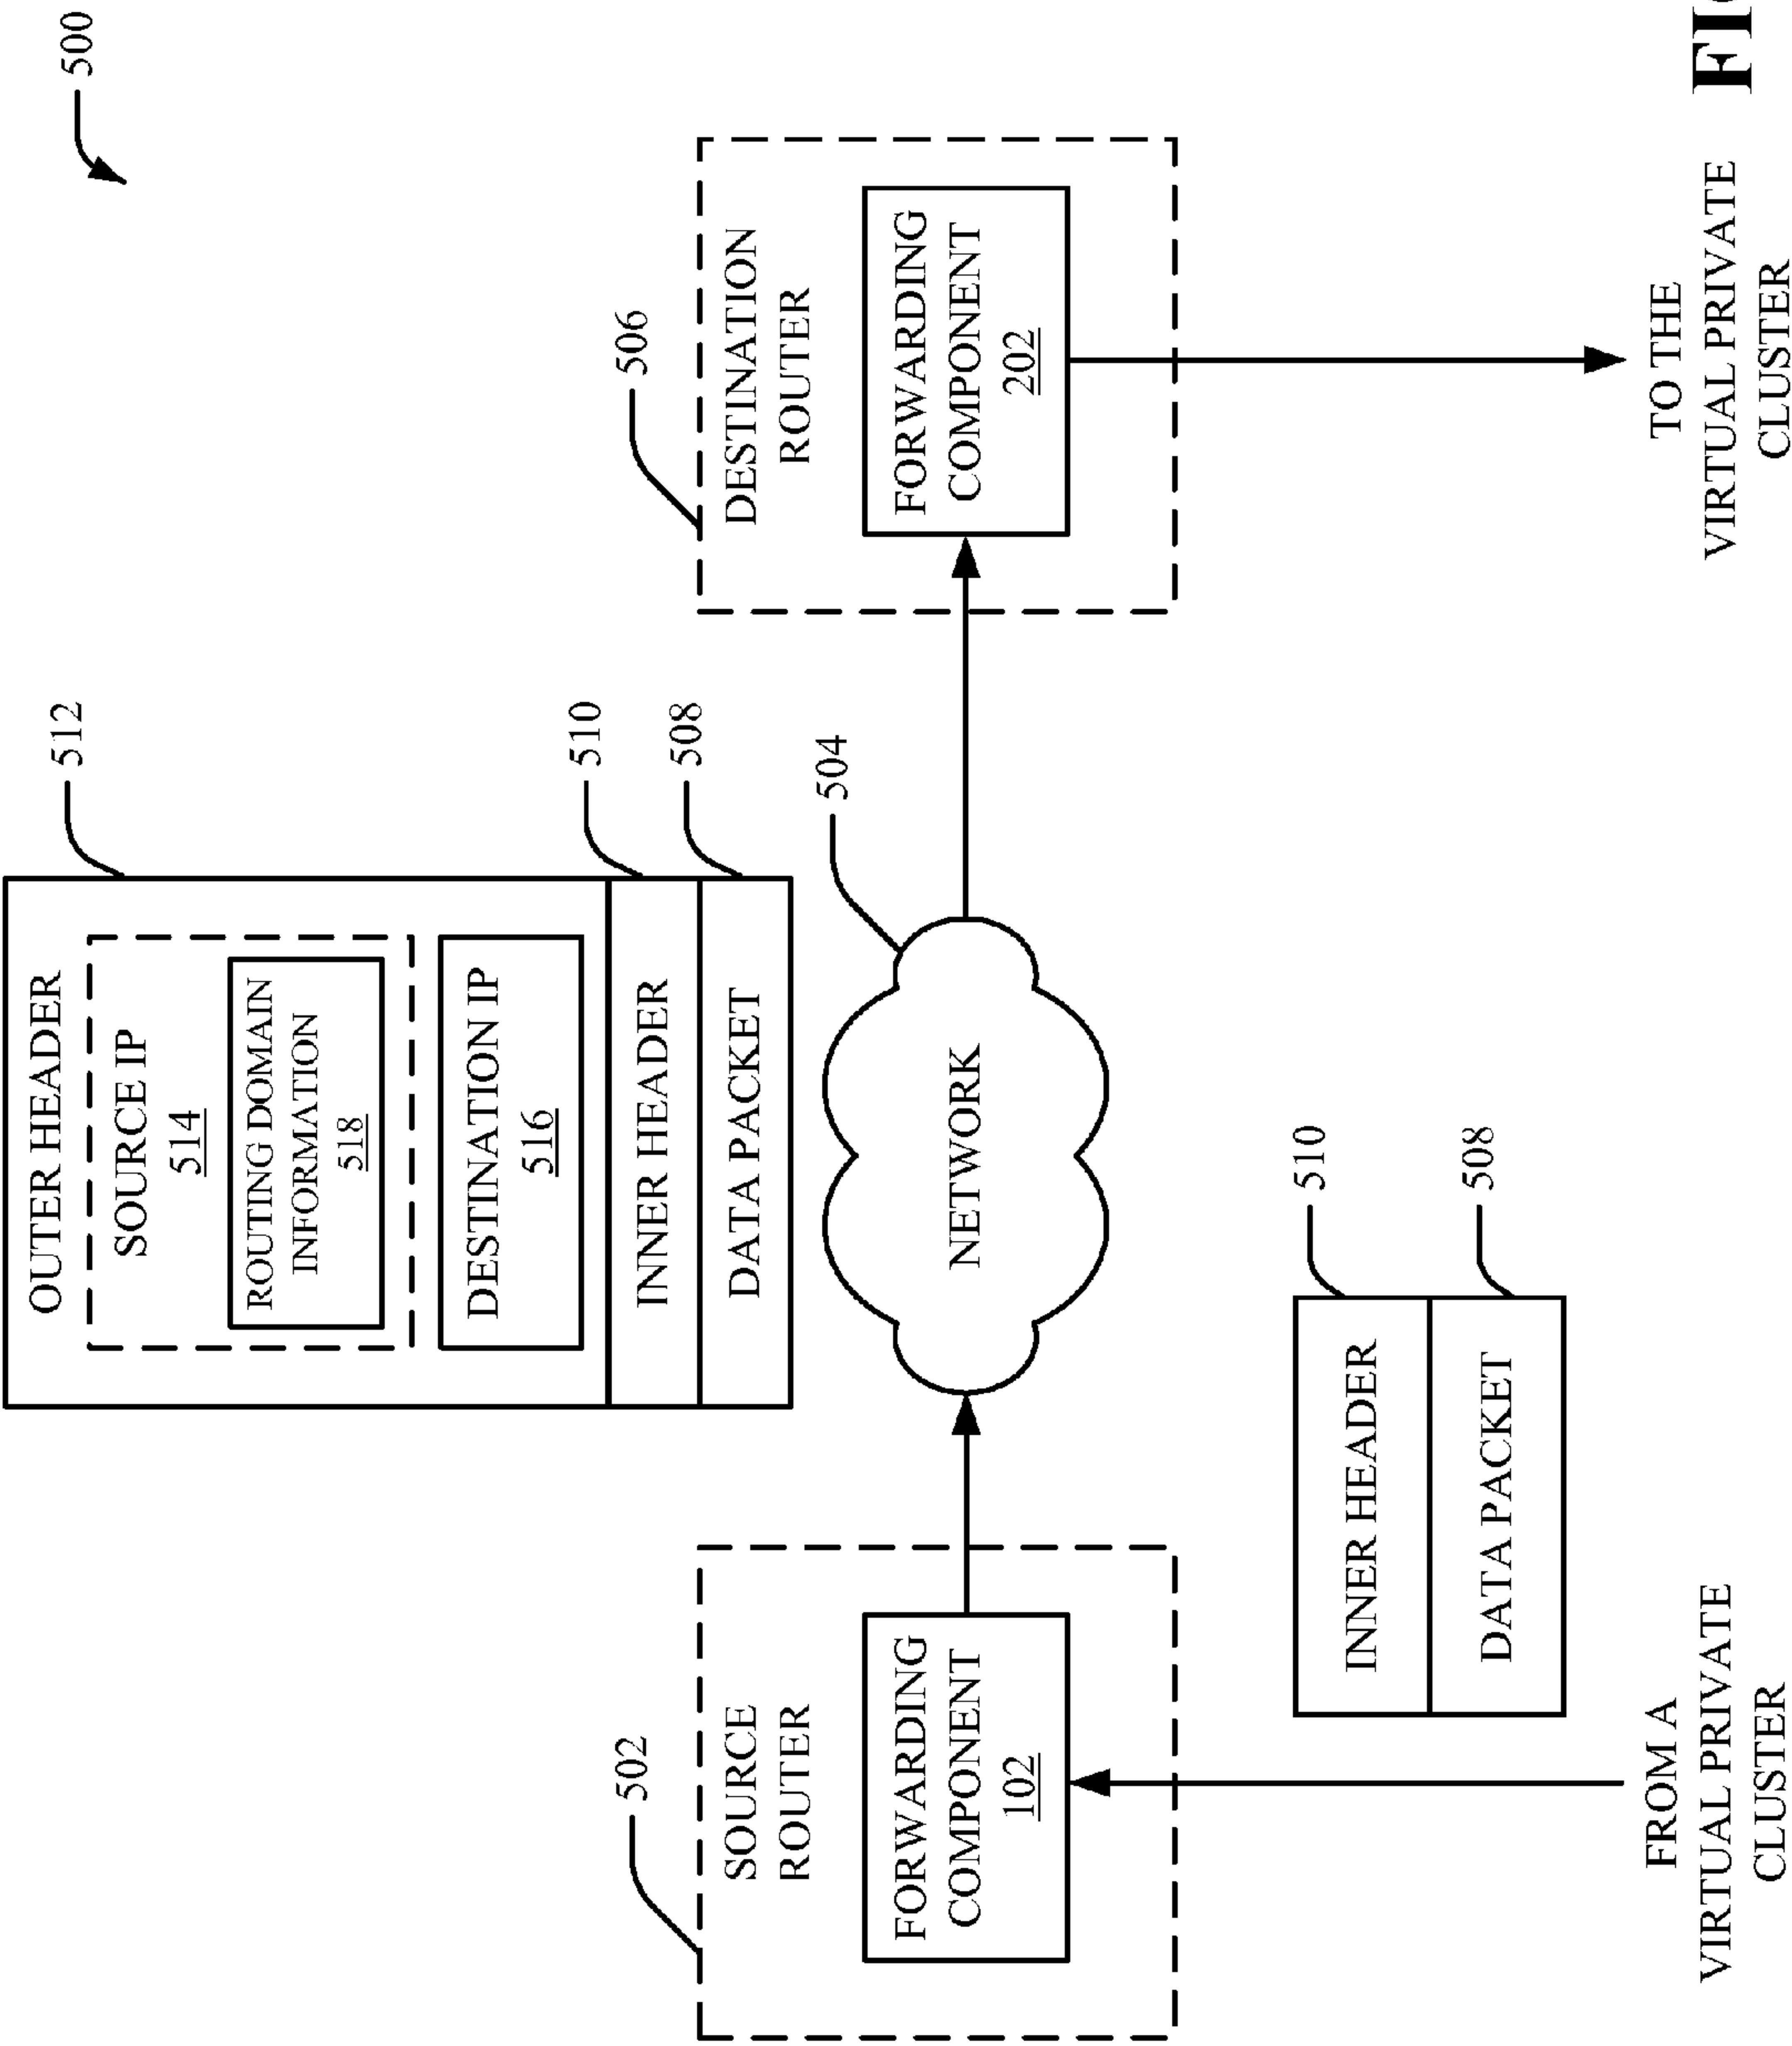 500
512
OUTER HEADER
SOURCE IP
514
ROUTING DOMAIN
INFORMATION
518
DESTINATION IP
516
510
INNER HEADER
508
DATA PACKET
502
SOURCE
ROUTER
FORWARDING
COMPONENT
102
504
NETWORK
506
DESTINATION
ROUTER
FORWARDING
COMPONENT
202
510
INNER HEADER
508
DATA PACKET
FROM A
VIRTUAL PRIVATE
CLUSTER
TO THE
VIRTUAL PRIVATE
CLUSTER